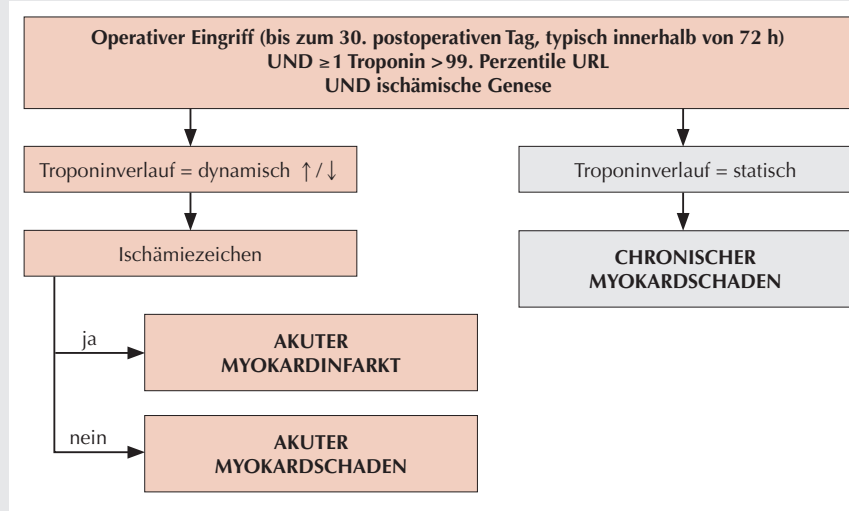 Operativer Eingriff (bis zum 30. postoperativen Tag, typisch innerhalb von 72 h)
UND ≥1 Troponin >99. Perzentile URL
UND ischämische Genese
Troponinverlauf = dynamisch ↑/↓
Troponinverlauf = statisch
Ischämiezeichen
CHRONISCHER
MYOKARDSCHADEN
ja
AKUTER
MYOKARDINFARKT
nein
AKUTER
MYOKARDSCHADEN